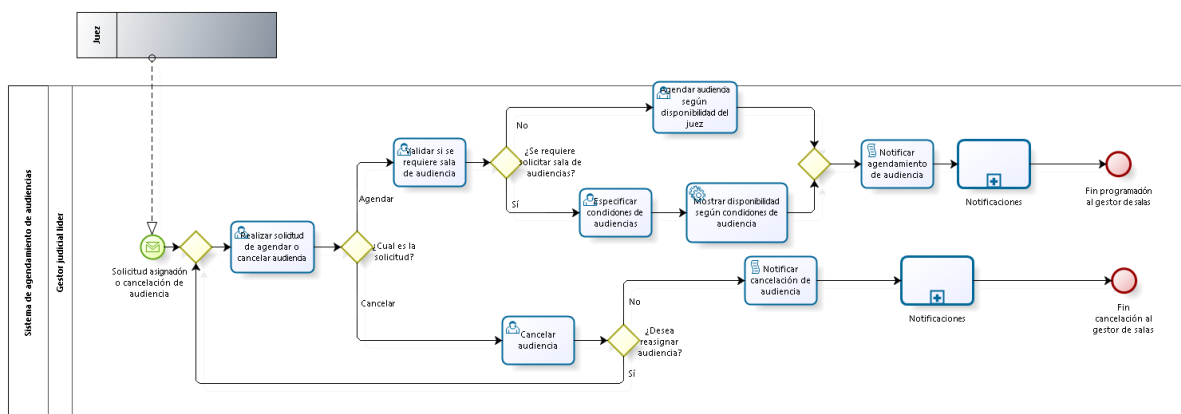 Juez
Sistema de agendamiento de audiencias
Gestor judicial líder
Solicitud asignación
o cancelación de
audiencia
Realizar solicitud
de agendar o
cancelar audiencia
¿Cual es la
solicitud?
Agendar
Cancelar
Validar si se
requiere sala
de audiencia
¿Se requiere
solicitar sala de
audiencias?
No
Sí
Agendar audiencia
según
disponibilidad del
juez
Especificar
condiciones de
audiencias
Mostrar disponibilidad
según condiciones de
audiencia
Notificar
agendamiento
de audiencia
Notificaciones
Fin programación
al gestor de salas
Cancelar
audiencia
¿Desea
reasignar
audiencia?
No
Sí
Notificar
cancelación de
audiencia
Notificaciones
Fin
cancelación al
gestor de salas